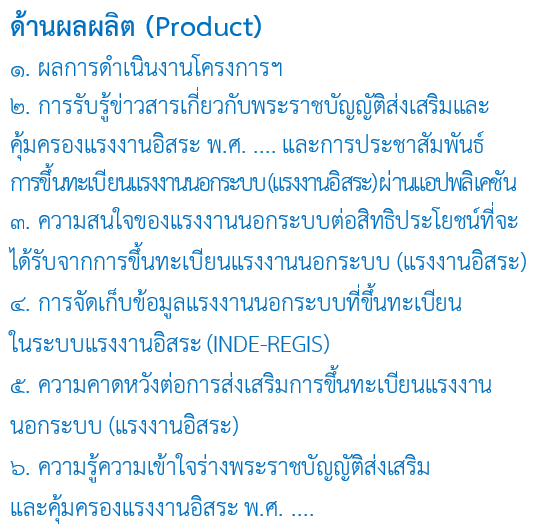 ด้านผลผลิต (Product)
๑. ผลการดำเนินงานโครงการฯ
๒. การรับรู้ข่าวสารเกี่ยวกับพระราชบัญญัติส่งเสริมและ
คุ้มครองแรงงานอิสระ พ.ศ. .... และการประชาสัมพันธ์
การขึ้นทะเบียนแรงงานนอกระบบ (แรงงานอิสระ) ผ่านแอปพลิเคชัน
๓. ความสนใจของแรงงานนอกระบบต่อสิทธิประโยชน์ที่จะ
ได้รับจากการขึ้นทะเบียนแรงงานนอกระบบ (แรงงานอิสระ)
๔. การจัดเก็บข้อมูลแรงงานนอกระบบที่ขึ้นทะเบียน
ในระบบแรงงานอิสระ (INDE-REGIS)
๕. ความคาดหวังต่อการส่งเสริมการขึ้นทะเบียนแรงงาน
นอกระบบ (แรงงานอิสระ)
๖. ความรู้ความเข้าใจร่างพระราชบัญญัติส่งเสริม
และคุ้มครองแรงงานอิสระ พ.ศ. ....